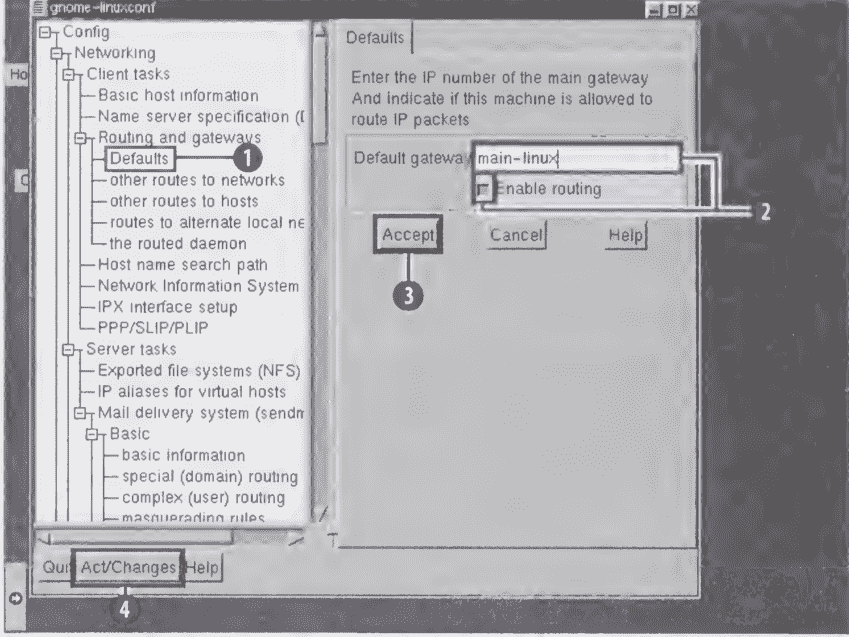 gnome-linuxconf
Config
Networking
Client tasks
Basic host information
Name server specification (
Routing and gateways
Defaults
other routes to networks
other routes to hosts
routes to alternate local ne
the routed daemon
Host name search path
Network Information System
IPX interface setup
PPP/SLIP/PLIP
Server tasks
Exported file systems (NFS)
IP aliases for virtual hosts
Mail delivery system (sendm
Basic
basic information
special (domain) routing
complex (user) routing
masquerading rules
Ho
Defaults
Enter the IP number of the main gateway
And indicate if this machine is allowed to
route IP packets
Default gateway main-linux
Enable routing
Accept Cancel Help
Qui Act/Changes Help
1
2
3
4